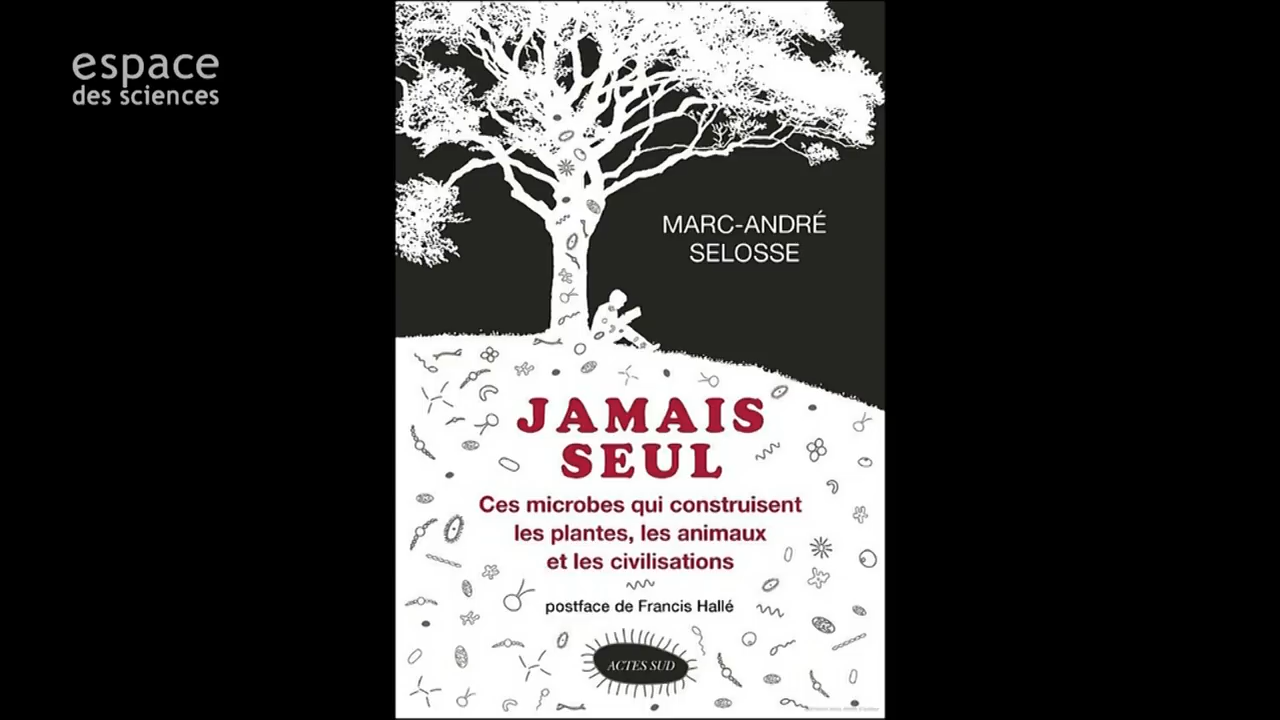 espace
des sciences
MARC-ANDRÉ
SELOSSE
JAMAIS
SEUL
Ces microbes qui construisent
les plantes, les animaux
et les civilisations
postface de Francis Hallé
ACTES SUD